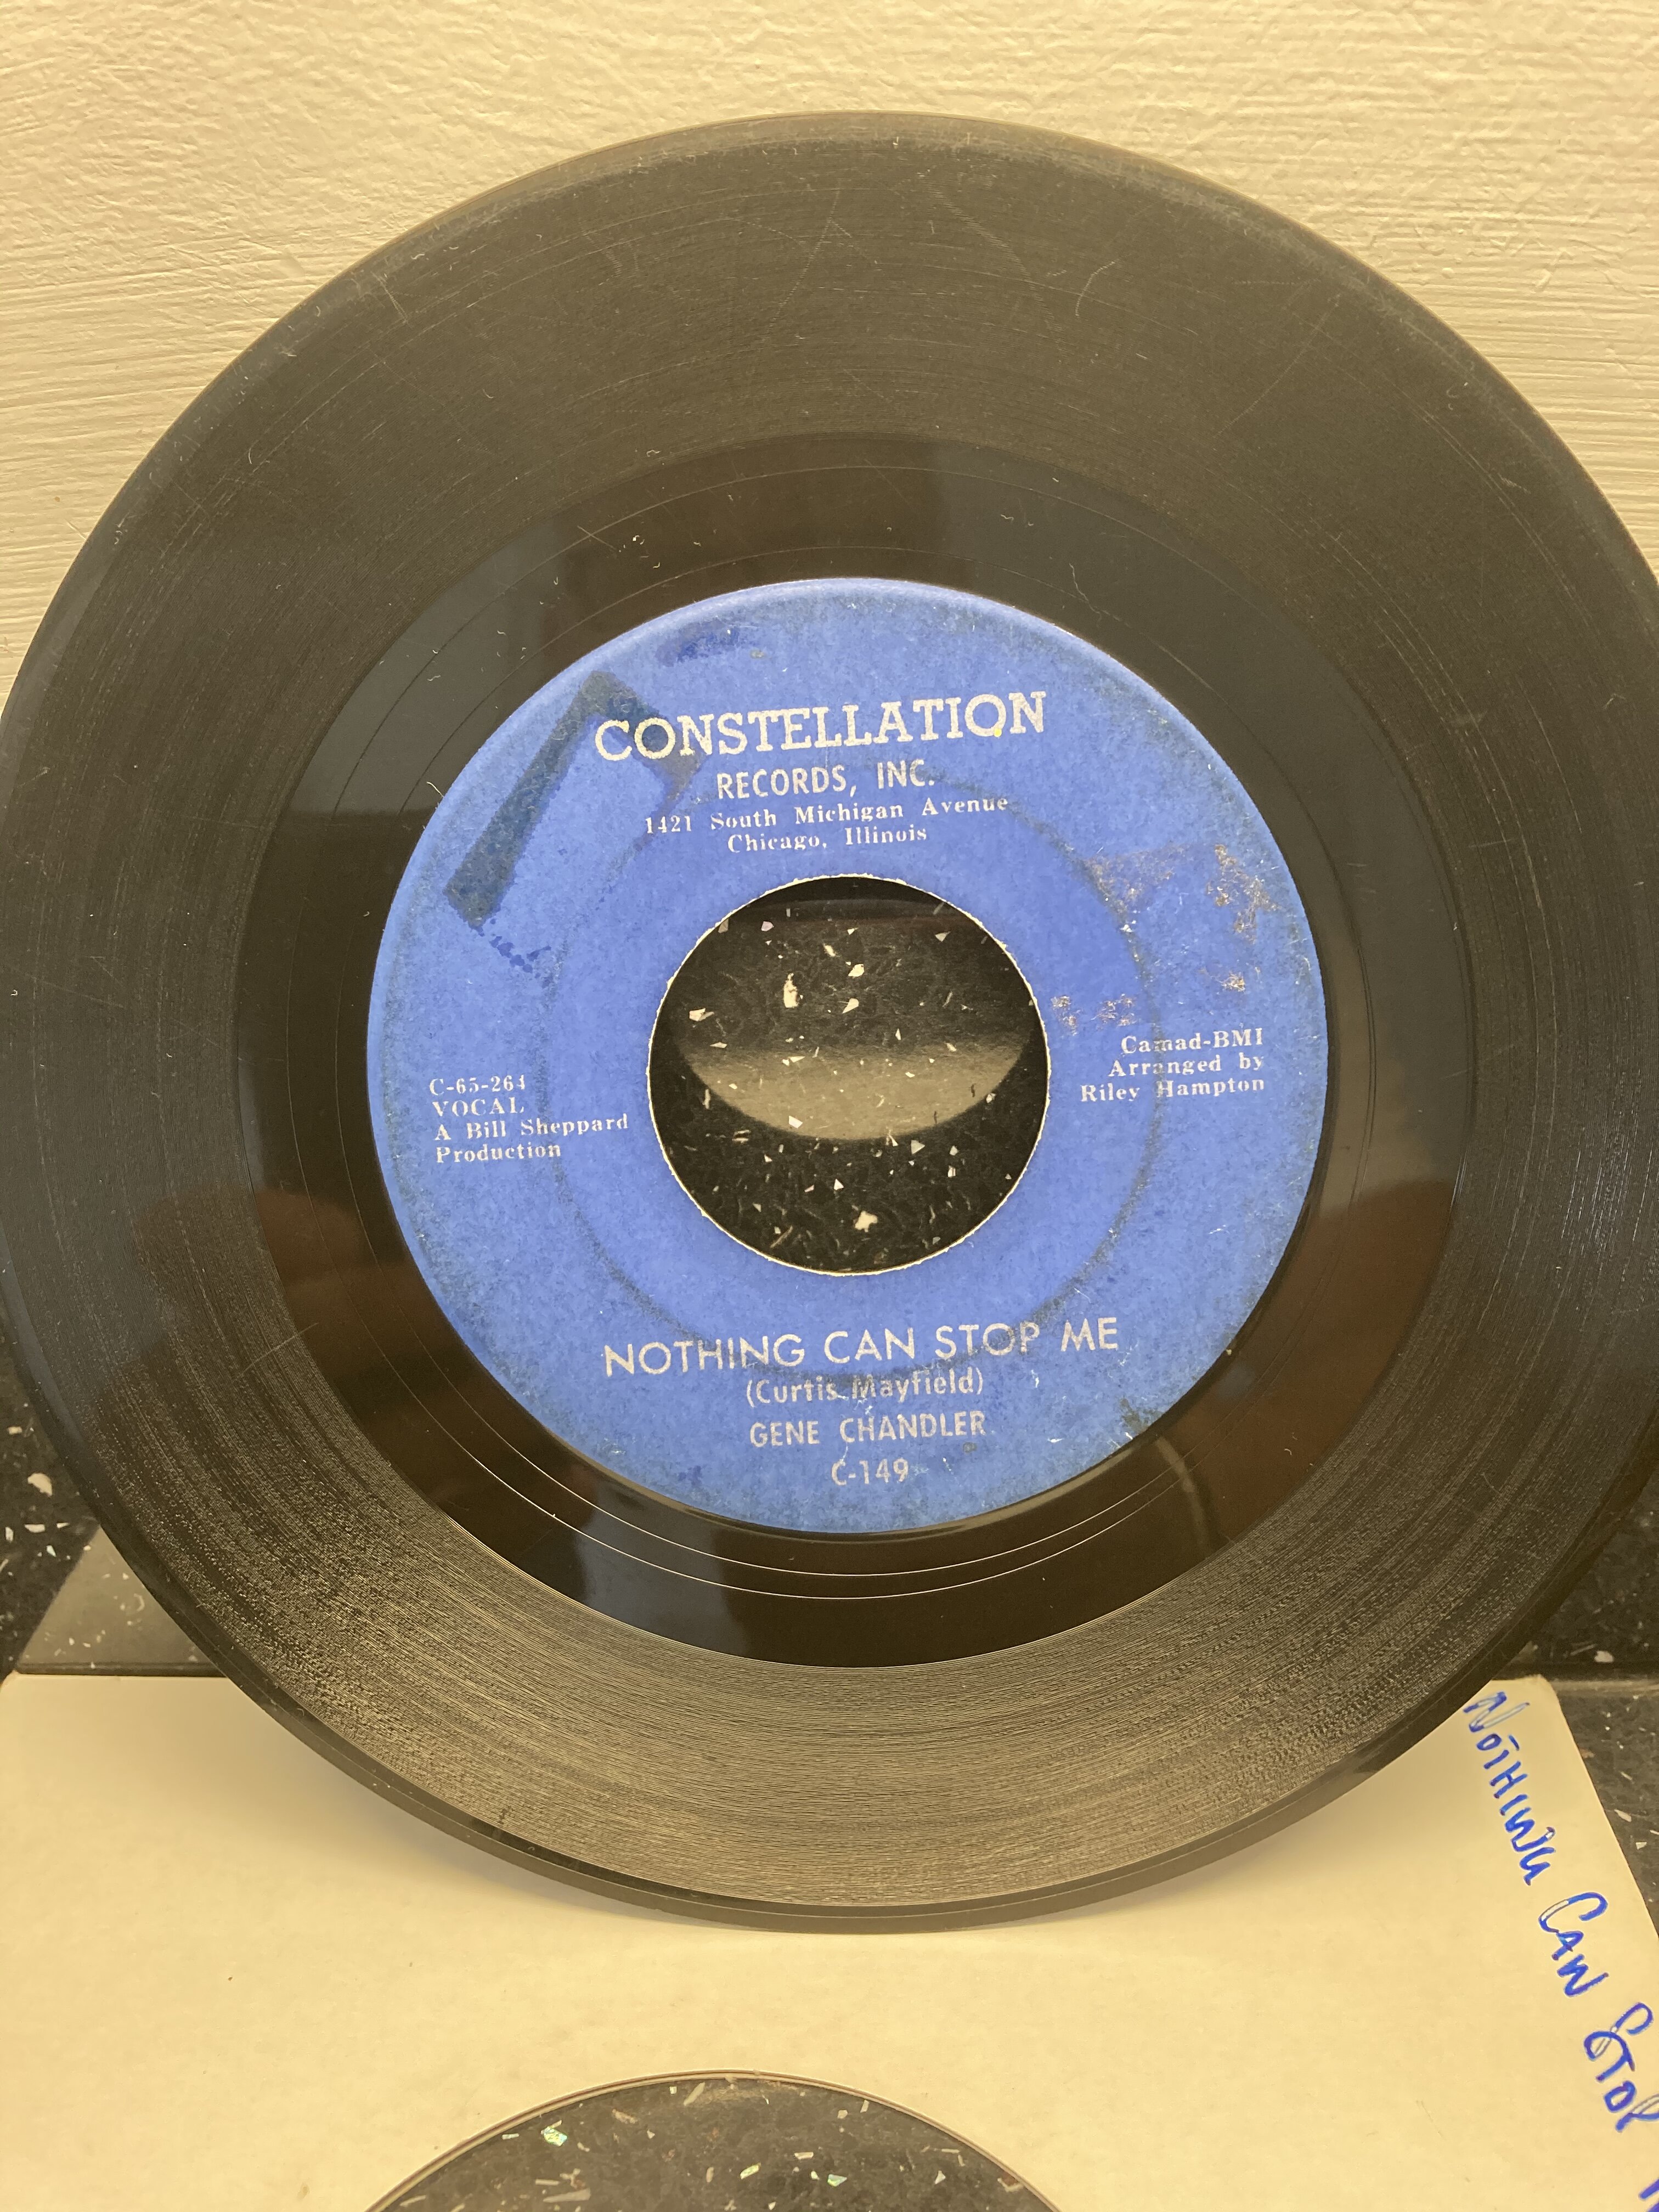 CONSTELLATION
RECORDS, INC.
1421 South Michigan Avenue
Chicago, Illinois
C-65-264
VOCAL
A Bill Sheppard
Production
Camad-BMI
Arranged by
Riley Hampton
NOTHING CAN STOP ME
(Curtis Mayfield)
GENE CHANDLER
C-149
NOTHING CAN STOP